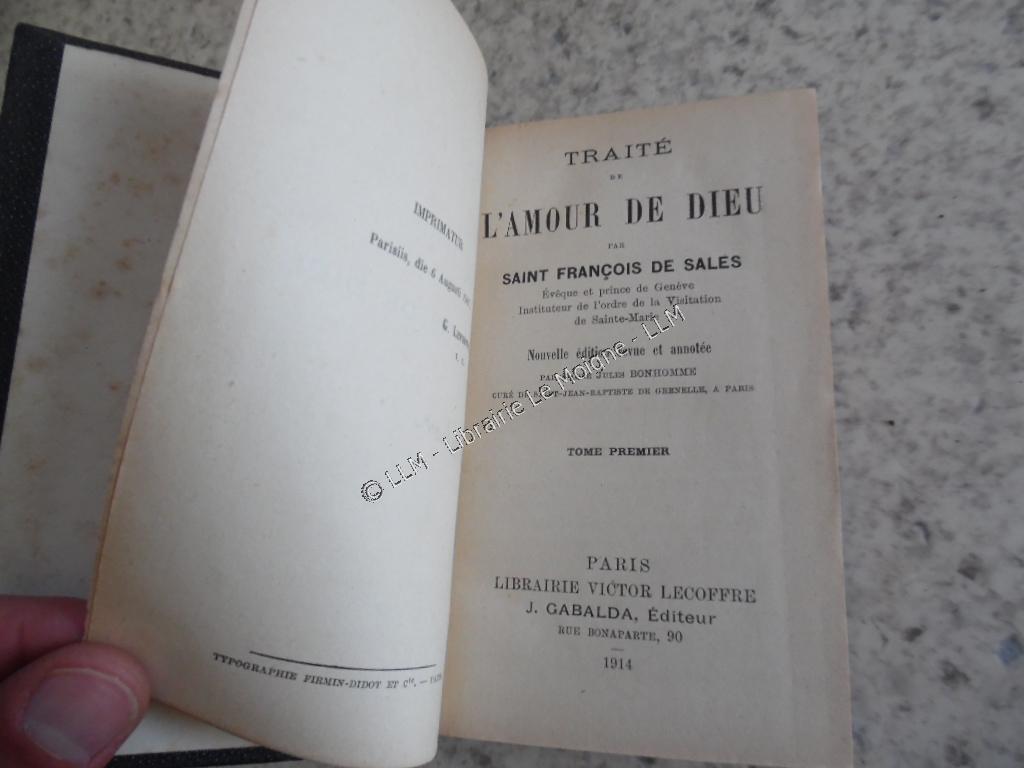 IMPRIMATUR
Parisiis, die 6 Augusti
G.
TYPOGRAPHIE FIRMIN-DIDOT ET Cie. —
TRAITÉ
DE
L'AMOUR DE DIEU
PAR
SAINT FRANÇOIS DE SALES
Évêque et prince de Genève
Instituteur de l'ordre de la Visitation
de Sainte-Marie
Nouvelle édition revue et annotée
JULES BONHOMME
CURÉ DE SAINT-JEAN-BAPTISTE DE GRENELLE, A PARIS
TOME PREMIER
PARIS
LIBRAIRIE VICTOR LECOFFRE
J. GABALDA, Éditeur
RUE BONAPARTE, 90
1914
© LLM - Librairie Le Moione - LLM